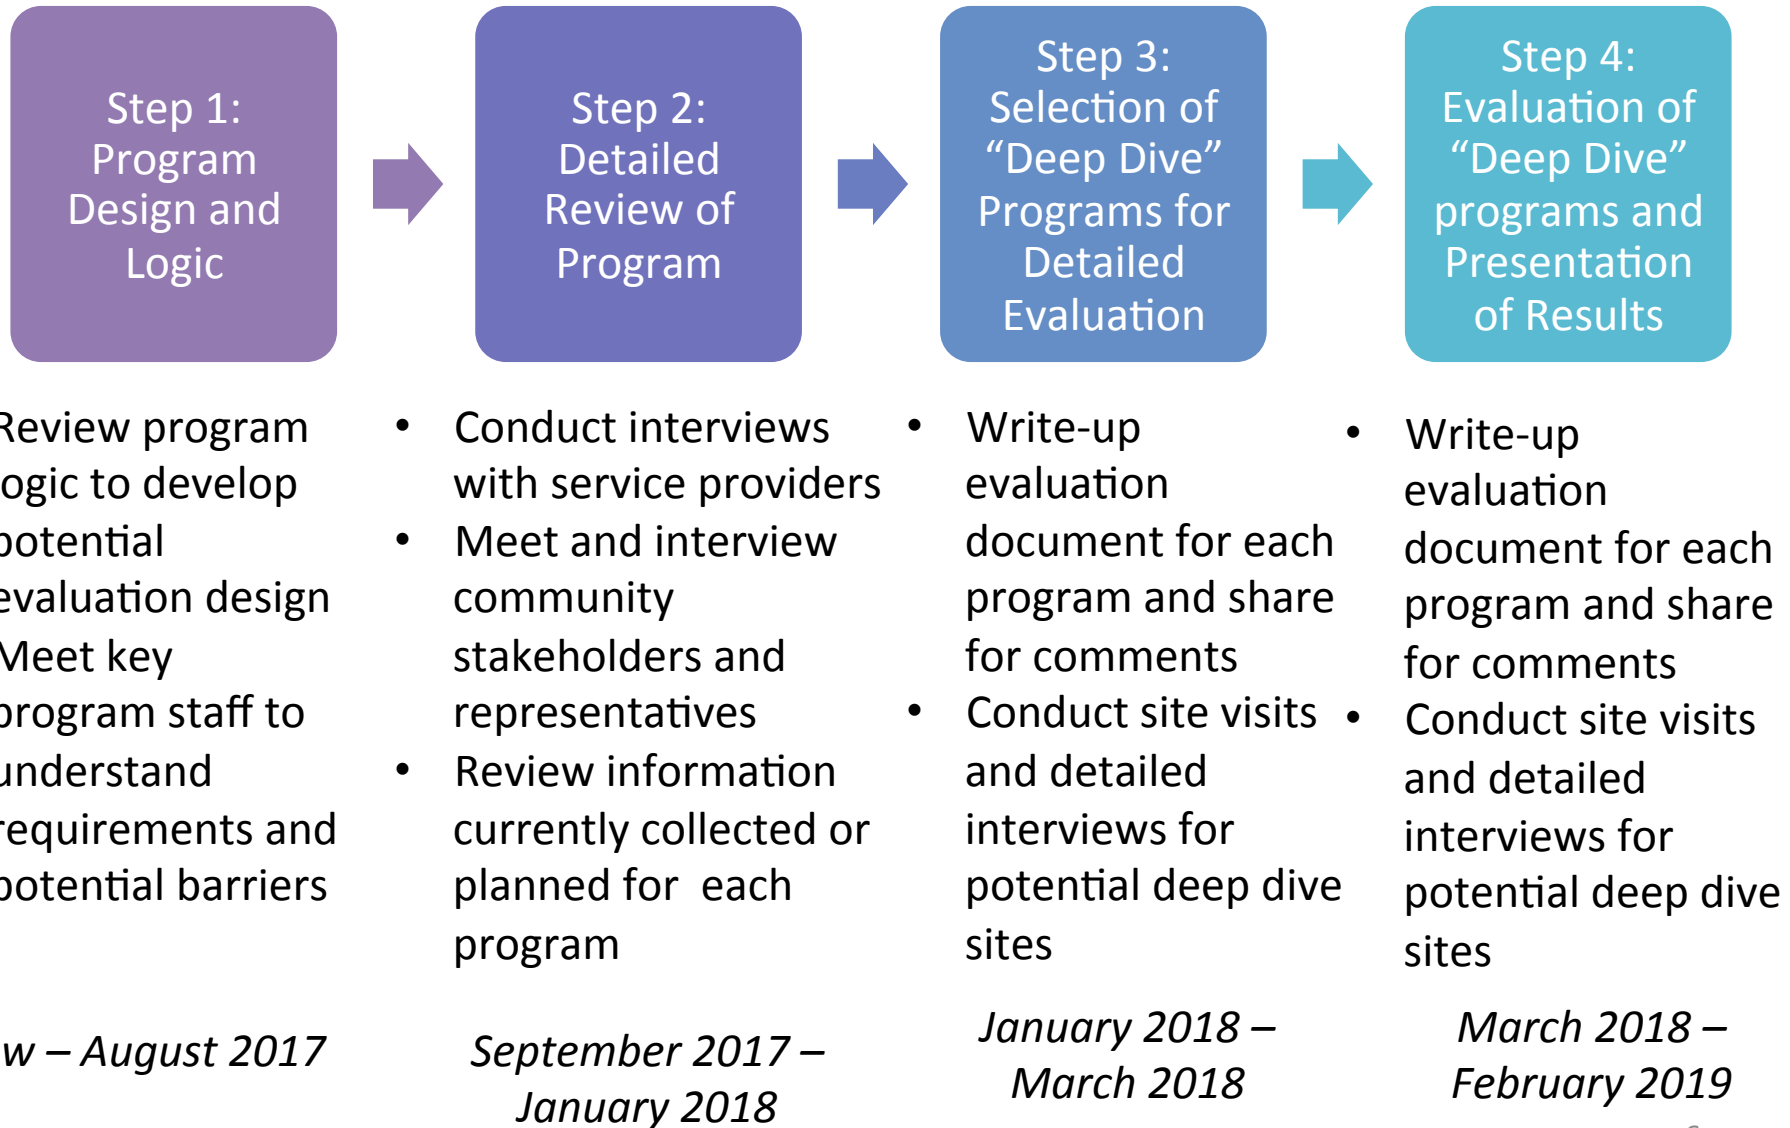 Step 1:
Program
Design and
Logic
Step 2:
Detailed
Review of
Program
Step 3:
Selection of
“Deep Dive”
Programs for
Detailed
Evaluation
Step 4:
Evaluation of
“Deep Dive”
programs and
Presentation
of Results
Review program
logic to develop
potential
evaluation design
Meet key
program staff to
understand
requirements and
potential barriers
• Conduct interviews
with service providers
• Meet and interview
community
stakeholders and
representatives
• Review information
currently collected or
planned for each
program
• Write-up
evaluation
document for each
program and share
for comments
• Conduct site visits
and detailed
interviews for
potential deep dive
sites
• Write-up
evaluation
document for each
program and share
for comments
• Conduct site visits
and detailed
interviews for
potential deep dive
sites
w – August 2017
September 2017 –
January 2018
January 2018 –
March 2018
March 2018 –
February 2019